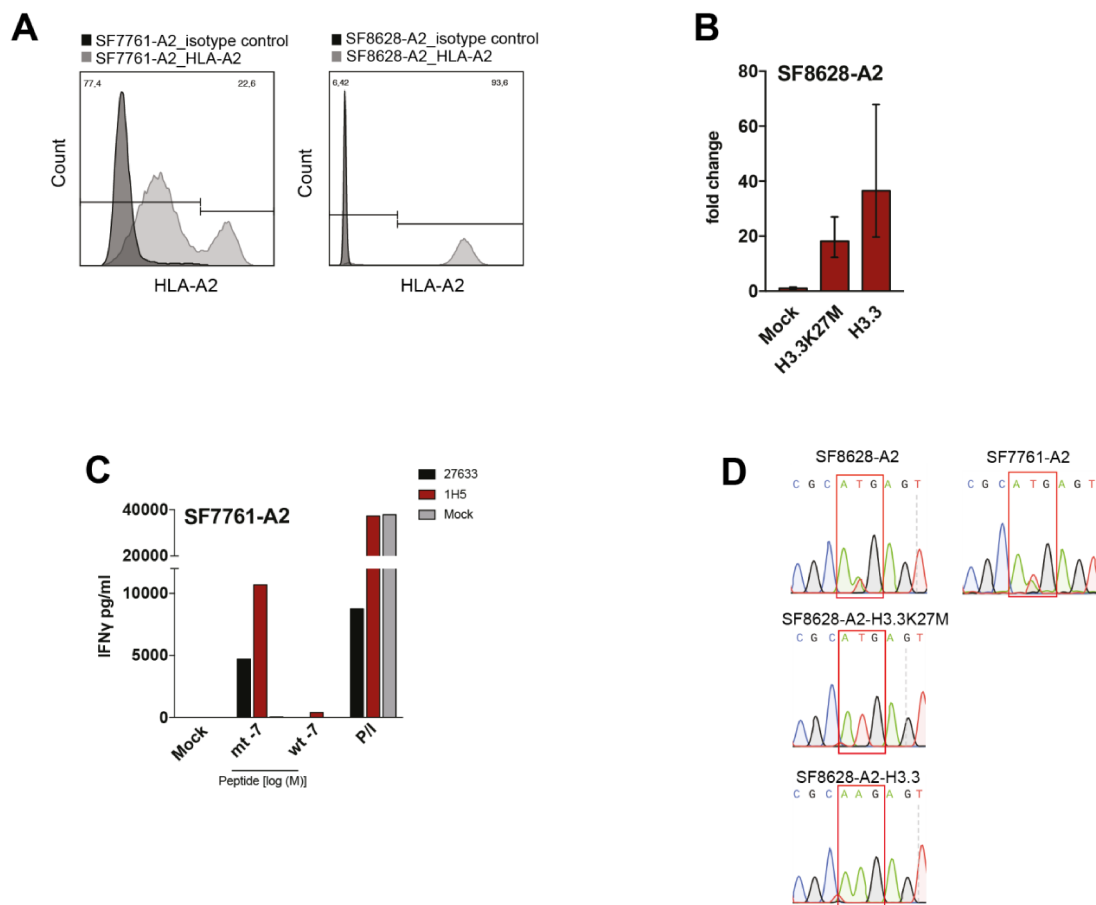 A
SF7761-A2_isotype control
SF7761-A2_HLA-A2
77,4
22,6
Count
HLA-A2
SF8628-A2_isotype control
SF8628-A2_HLA-A2
6,42
93,6
Count
HLA-A2
B
SF8628-A2
fold change
80
60
40
20
0
Mock
H3.3K27M
H3.3
C
27633
1H5
Mock
SF7761-A2
IFNγ pg/ml
40000
20000
10000
5000
0
Mock
mt -7
wt -7
P/I
Peptide [log (M)]
D
SF8628-A2
C G C A T G A G T
SF7761-A2
C G C A T G A G T
SF8628-A2-H3.3K27M
C G C A T G A G T
SF8628-A2-H3.3
C G C A A G A G T